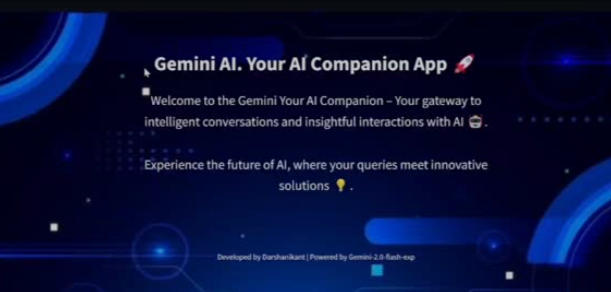 Gemini AI. Your AI Companion App 🚀
Welcome to the Gemini Your AI Companion – Your gateway to
intelligent conversations and insightful interactions with AI 🤖.
Experience the future of AI, where your queries meet innovative
solutions 💡.
Developed by Darshanikant | Powered by Gemini-2.0-flash-exp